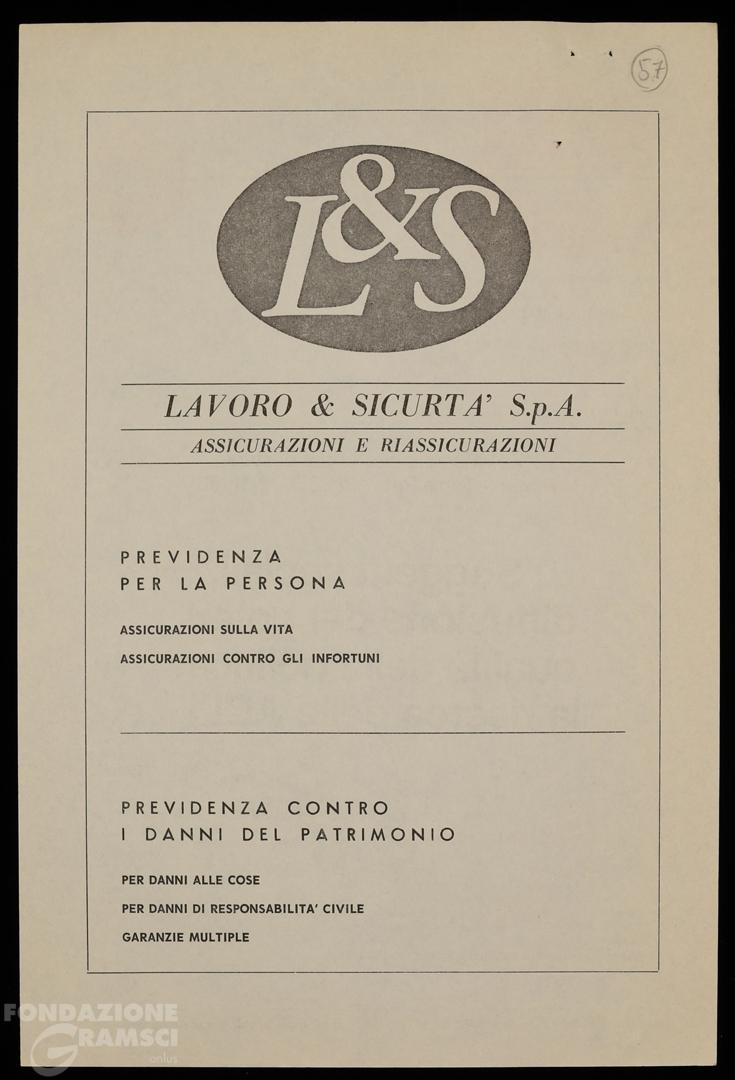 57
L&S
LAVORO & SICURTA' S.p.A.
ASSICURAZIONI E RIASSICURAZIONI
PREVIDENZA
PER LA PERSONA
ASSICURAZIONI SULLA VITA
ASSICURAZIONI CONTRO GLI INFORTUNI
PREVIDENZA CONTRO
I DANNI DEL PATRIMONIO
PER DANNI ALLE COSE
PER DANNI DI RESPONSABILITA' CIVILE
GARANZIE MULTIPLE
FONDAZIONE
GRAMSCI
onlus